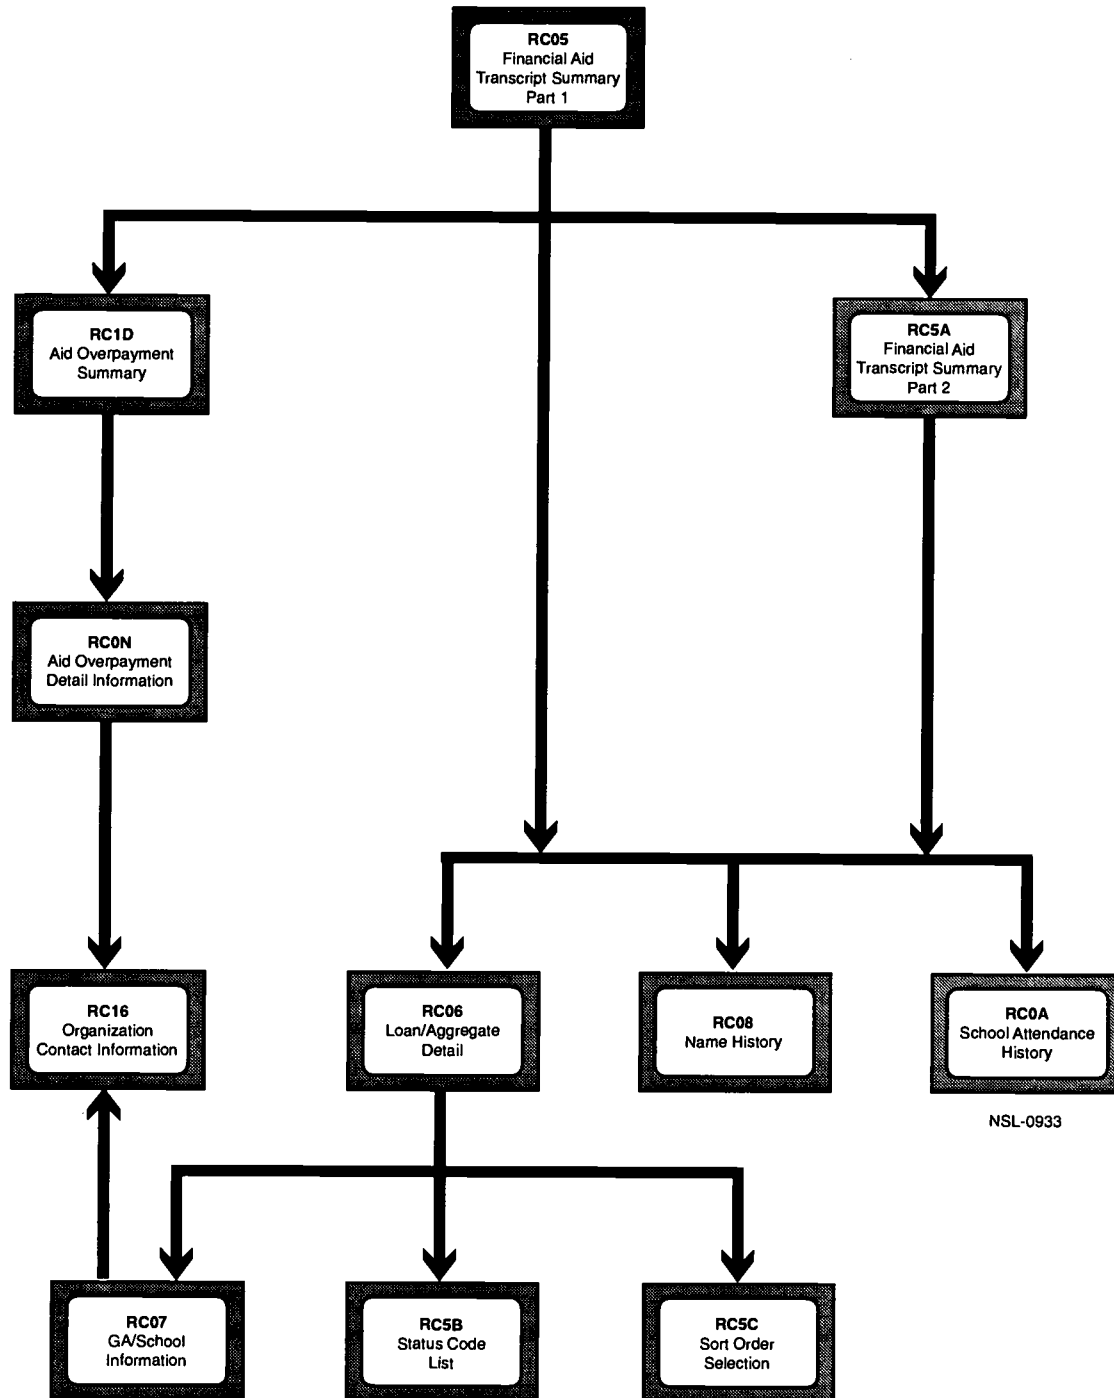 RC05
Financial Aid
Transcript Summary
Part 1
RC1D
Aid Overpayment
Summary
RC5A
Financial Aid
Transcript Summary
Part 2
RC0N
Aid Overpayment
Detail Information
RC16
Organization
Contact Information
RC06
Loan/Aggregate
Detail
RC08
Name History
RC0A
School Attendance
History
NSL-0933
RC07
GA/School
Information
RC5B
Status Code
List
RC5C
Sort Order
Selection